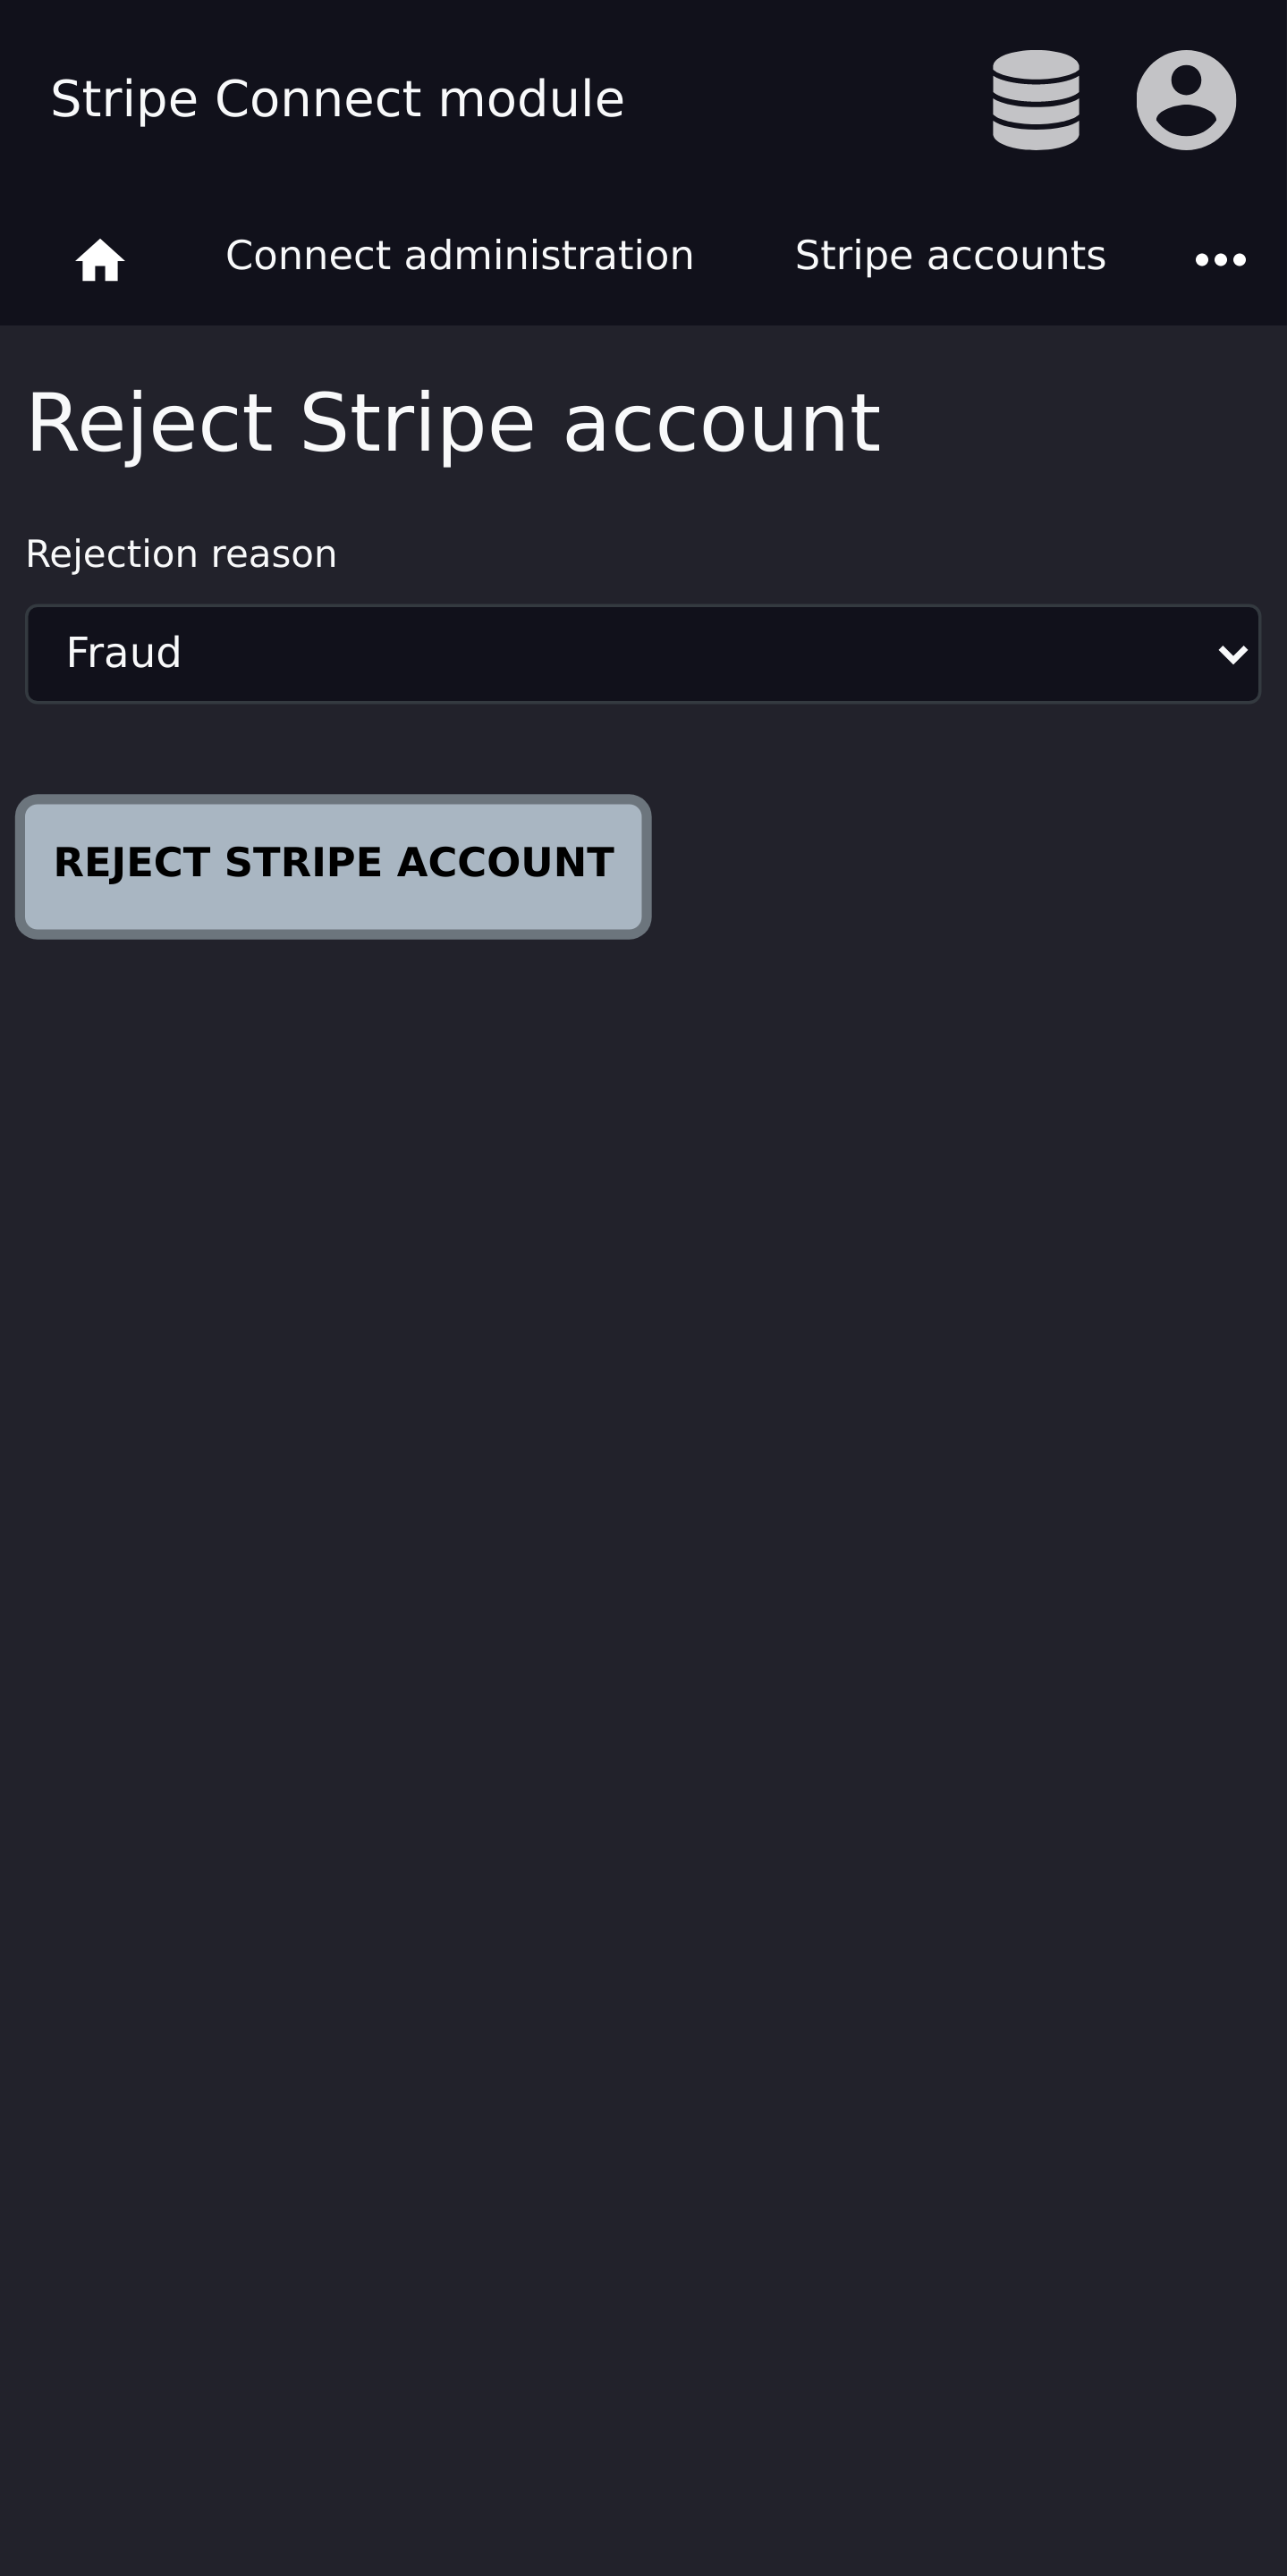 Stripe Connect module
Connect administration Stripe accounts
Reject Stripe account
Rejection reason
Fraud
REJECT STRIPE ACCOUNT